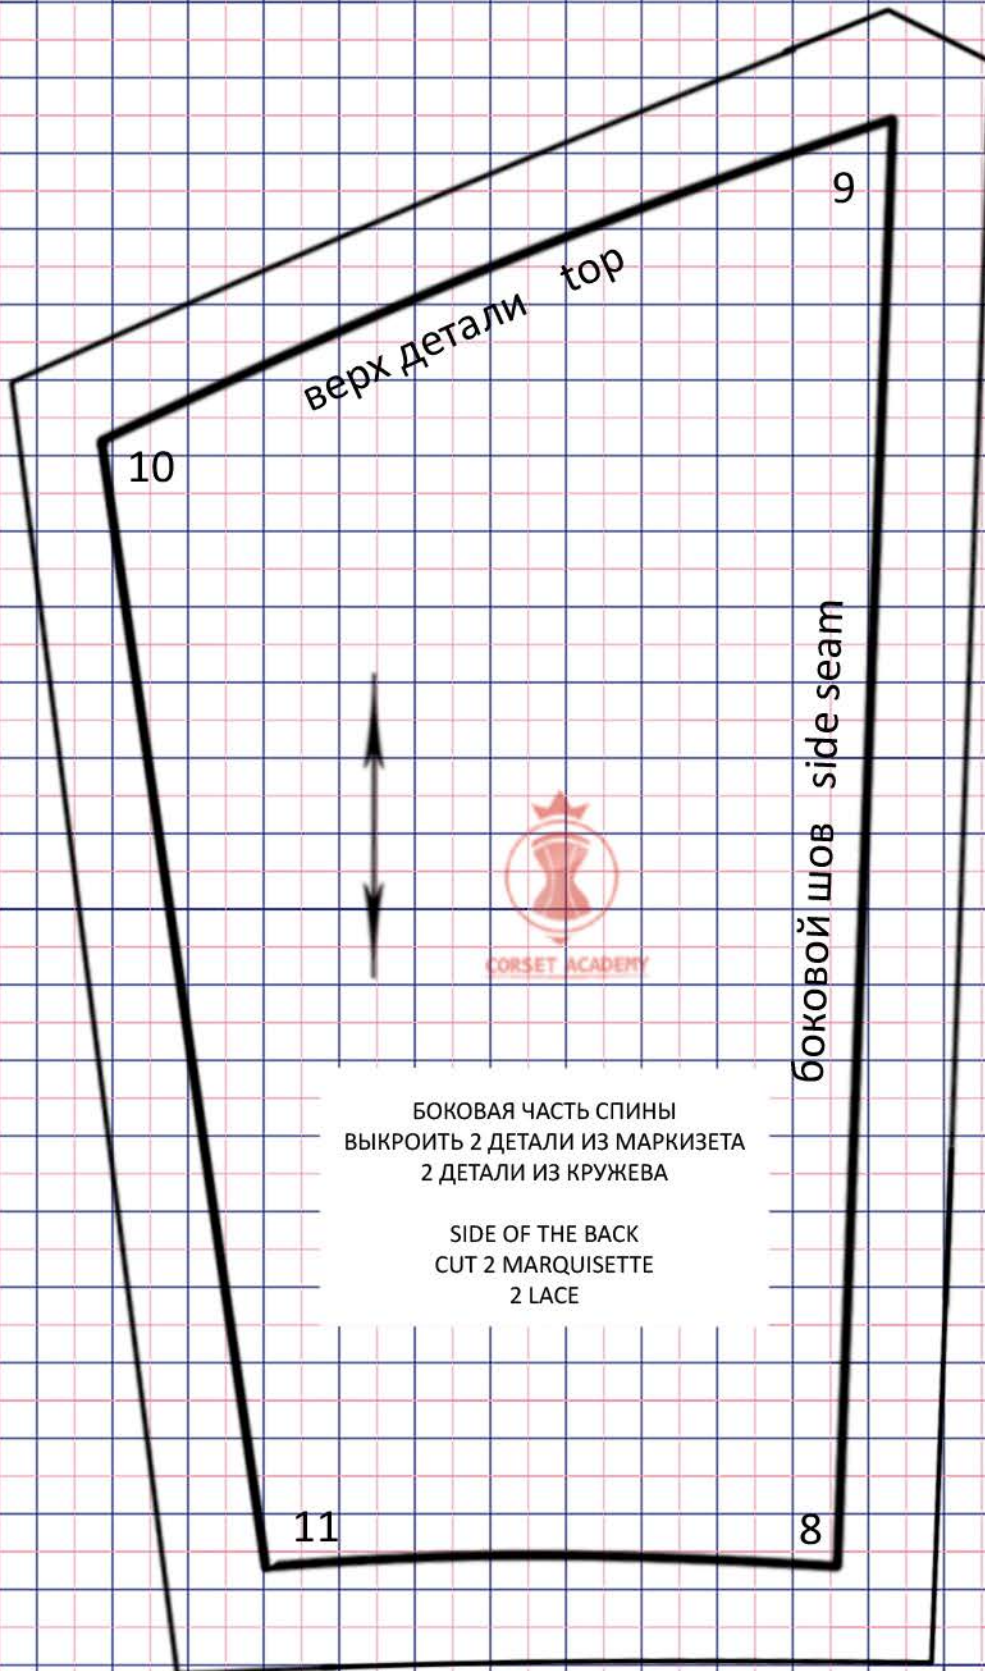 9
верх детали top
10
боковой шов side seam
CORSET ACADEMY
БОКОВАЯ ЧАСТЬ СПИНЫ
ВЫКРОИТЬ 2 ДЕТАЛИ ИЗ МАРКИЗЕТА
2 ДЕТАЛИ ИЗ КРУЖЕВА
SIDE OF THE BACK
CUT 2 MARQUISETTE
2 LACE
11
8